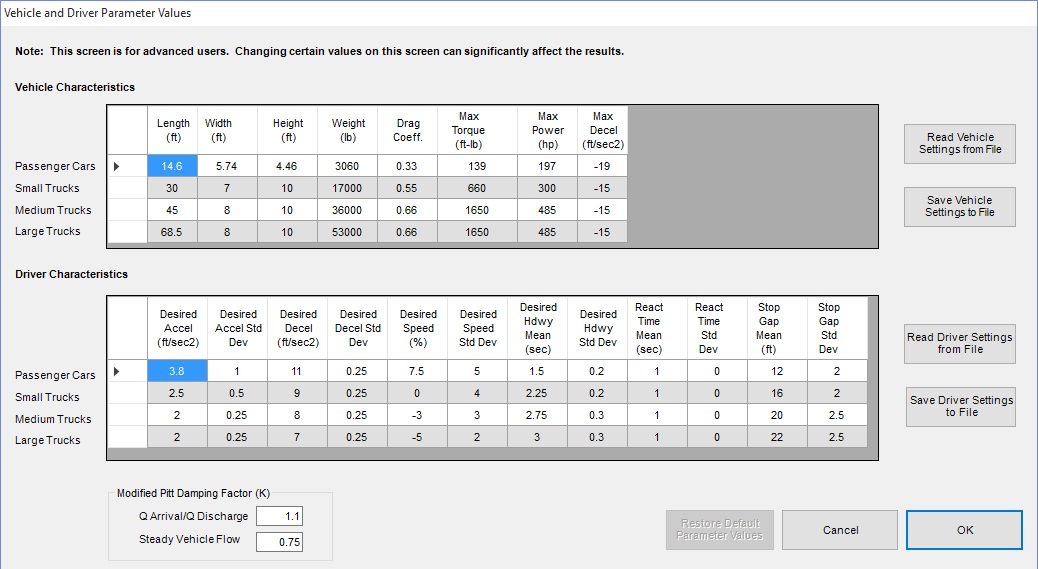 Vehicle and Driver Parameter Values
Note: This screen is for advanced users. Changing certain values on this screen can significantly affect the results.
Vehicle Characteristics
Length (ft) Width (ft) Height (ft) Weight (lb) Drag Coeff. Max Torque (ft-lb) Max Power (hp) Max Decel (ft/sec2)
Passenger Cars 14.6 5.74 4.46 3060 0.33 139 197 -19
Small Trucks 30 7 10 17000 0.55 660 300 -15
Medium Trucks 45 8 10 36000 0.66 1650 485 -15
Large Trucks 68.5 8 10 53000 0.66 1650 485 -15
Read Vehicle
Settings from File
Save Vehicle
Settings to File
Driver Characteristics
Desired Accel (ft/sec2) Desired Accel Std Dev Desired Decel (ft/sec2) Desired Decel Std Dev Desired Speed (%) Desired Speed Std Dev Desired Hdwy Mean (sec) Desired Hdwy Std Dev React Time Mean (sec) React Time Std Dev Stop Gap Mean (ft) Stop Gap Std Dev
Passenger Cars 3.8 1 11 0.25 7.5 5 1.5 0.2 1 0 12 2
Small Trucks 2.5 0.5 9 0.25 0 4 2.25 0.2 1 0 16 2
Medium Trucks 2 0.25 8 0.25 -3 3 2.75 0.3 1 0 20 2.5
Large Trucks 2 0.25 7 0.25 -5 2 3 0.3 1 0 22 2.5
Read Driver Settings
from File
Save Driver Settings
to File
Modified Pitt Damping Factor (K)
Q Arrival/Q Discharge 1.1
Steady Vehicle Flow 0.75
Restore Default
Parameter Values
Cancel
OK